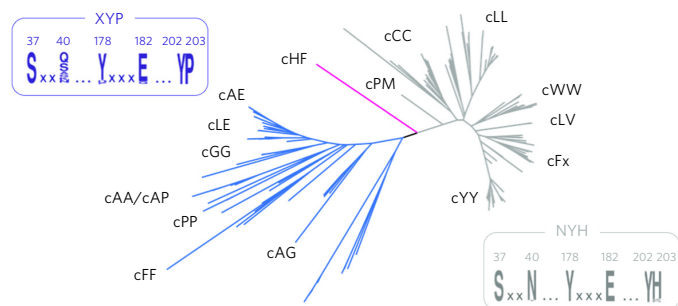 XYP
37 40 178 182 202 203
S x x Q S ... Y x x x E ... Y P
cHF
cCC
cLL
cPM
cWW
cLV
cFx
cYY
cAE
cLE
cGG
cAA/cAP
cPP
cFF
cAG
NYH
37 40 178 182 202 203
S x x N ... Y x x x E ... Y H